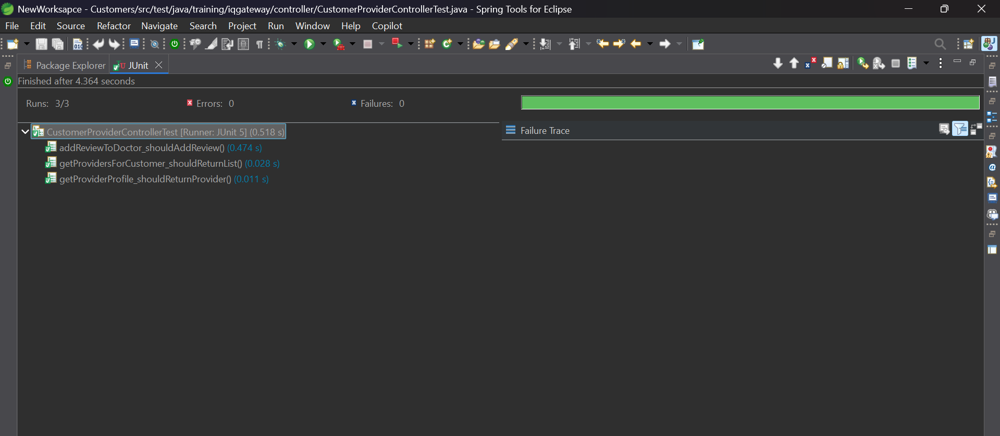 NewWorksapce - Customers/src/test/java/training/iqgateway/controller/CustomerProviderControllerTest.java - Spring Tools for Eclipse
File Edit Source Refactor Navigate Search Project Run Window Help Copilot
Package Explorer JUnit
Finished after 4.364 seconds
Runs: 3/3 Errors: 0 Failures: 0
CustomerProviderControllerTest [Runner: JUnit 5] (0.518 s)
Failure Trace
addReviewToDoctor_shouldAddReview() (0.474 s)
getProvidersForCustomer_shouldReturnList() (0.028 s)
getProviderProfile_shouldReturnProvider() (0.011 s)